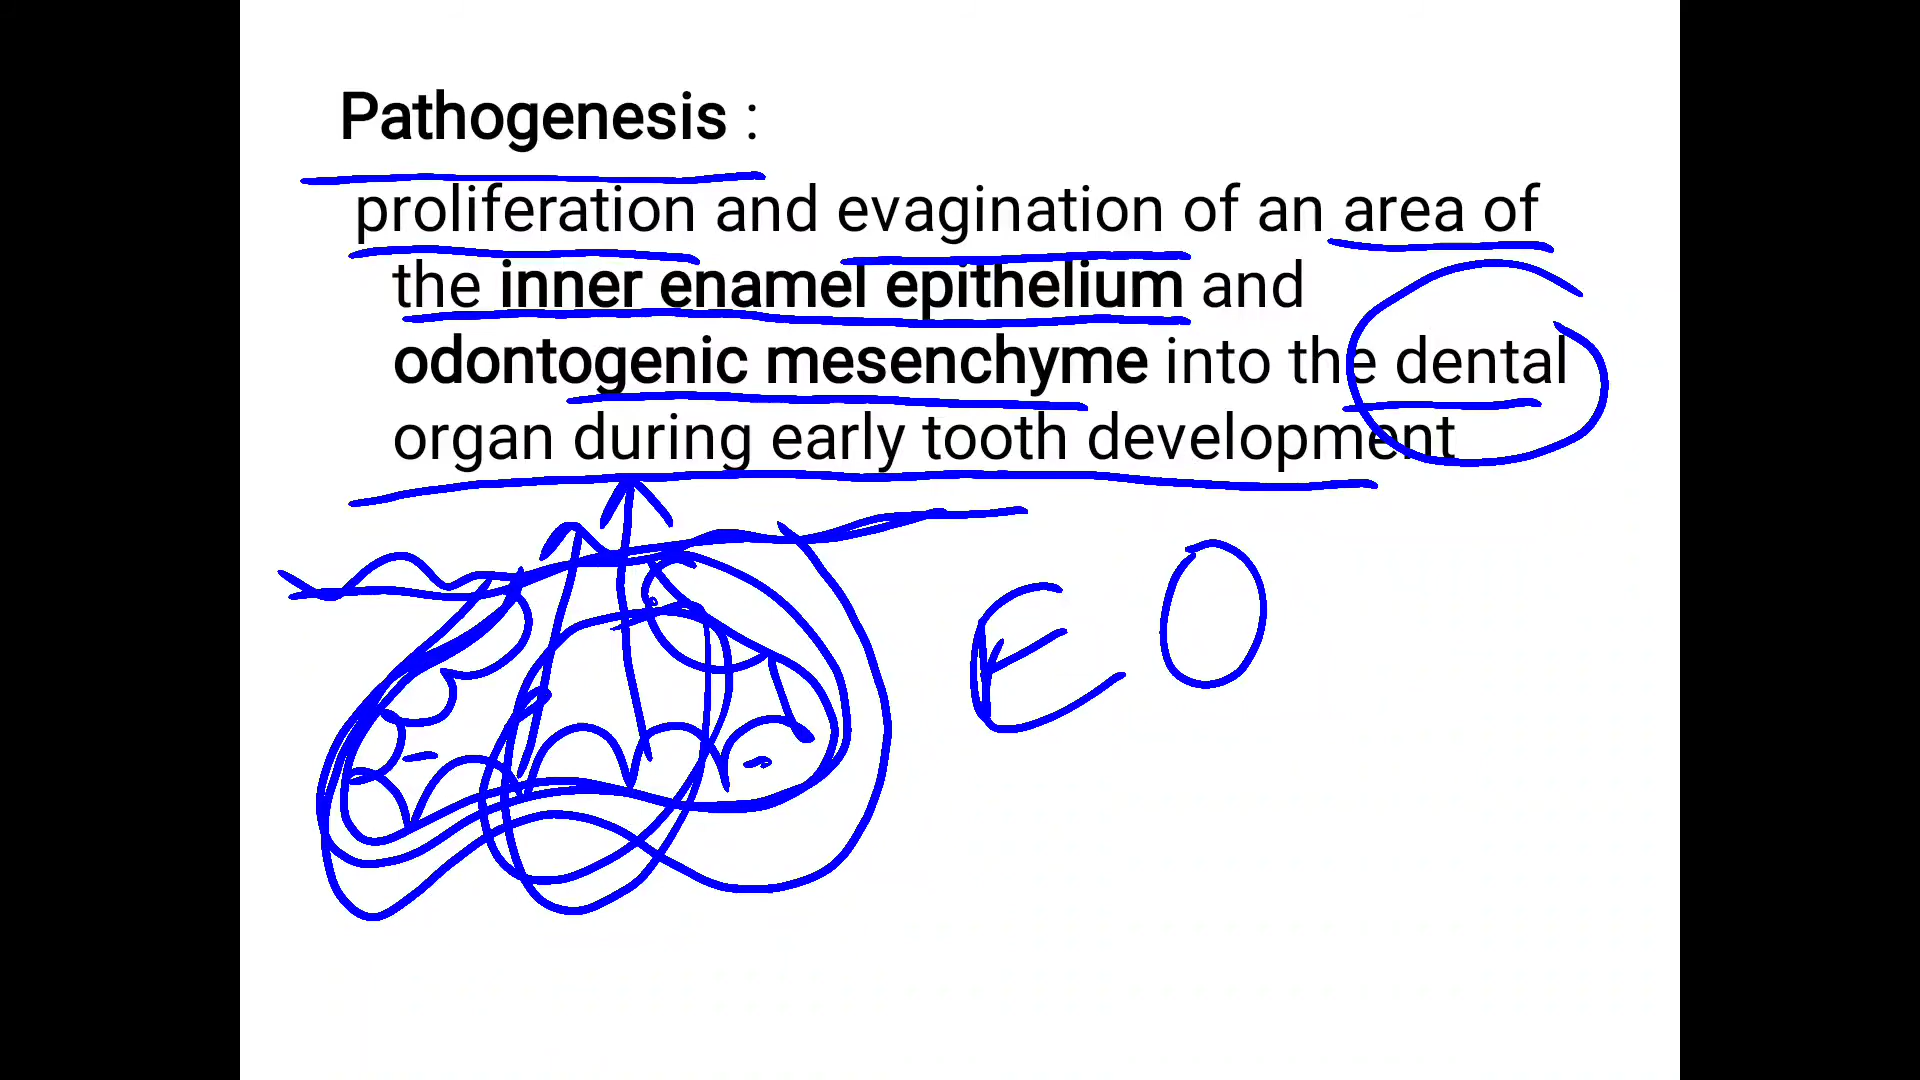 Pathogenesis :
proliferation and evagination of an area of
the inner enamel epithelium and
odontogenic mesenchyme into the dental
organ during early tooth development
E O